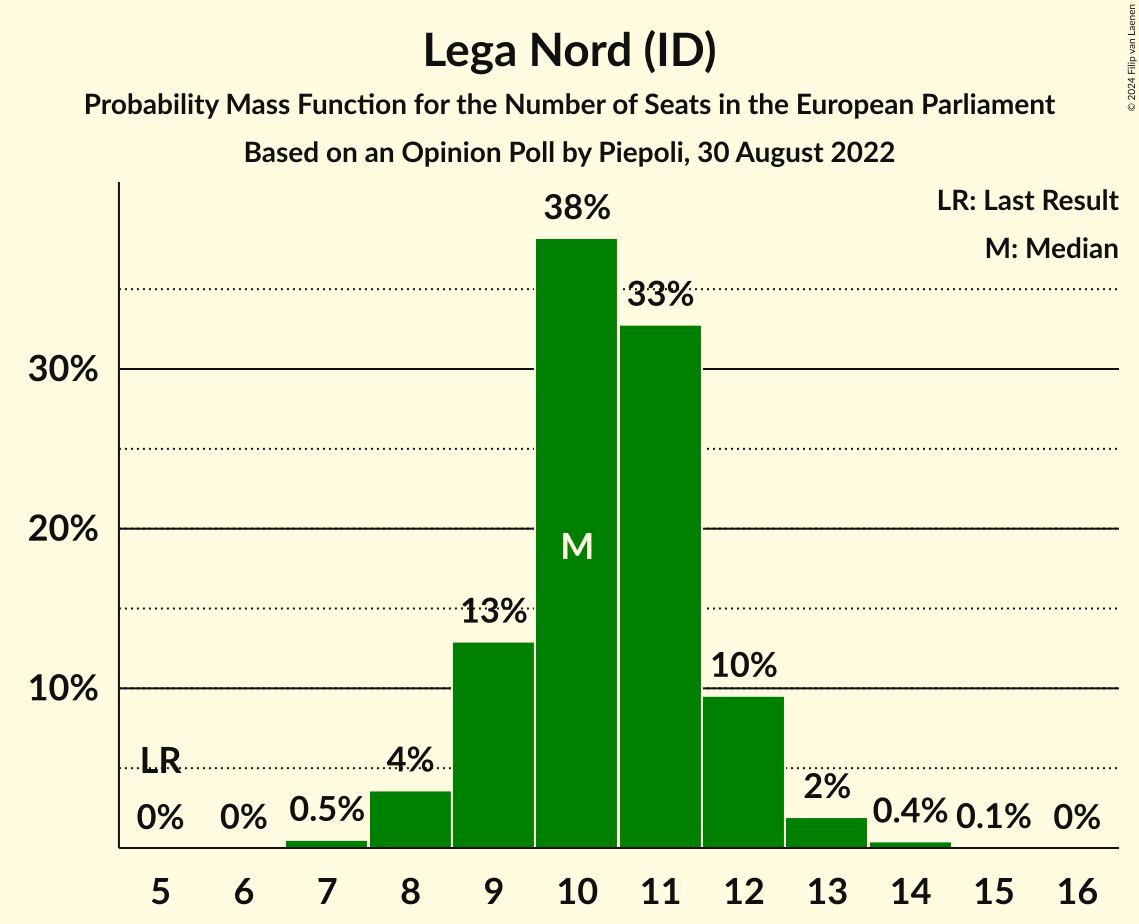 Lega Nord (ID)
Probability Mass Function for the Number of Seats in the European Parliament
Based on an Opinion Poll by Piepoli, 30 August 2022
© 2024 Filip van Laenen
LR: Last Result
M: Median
38%
33%
30%
20%
M
13%
10%
10%
LR
4%
2%
0%
0%
0.5%
0.4%
0.1%
0%
5 6 7 8 9 10 11 12 13 14 15 16